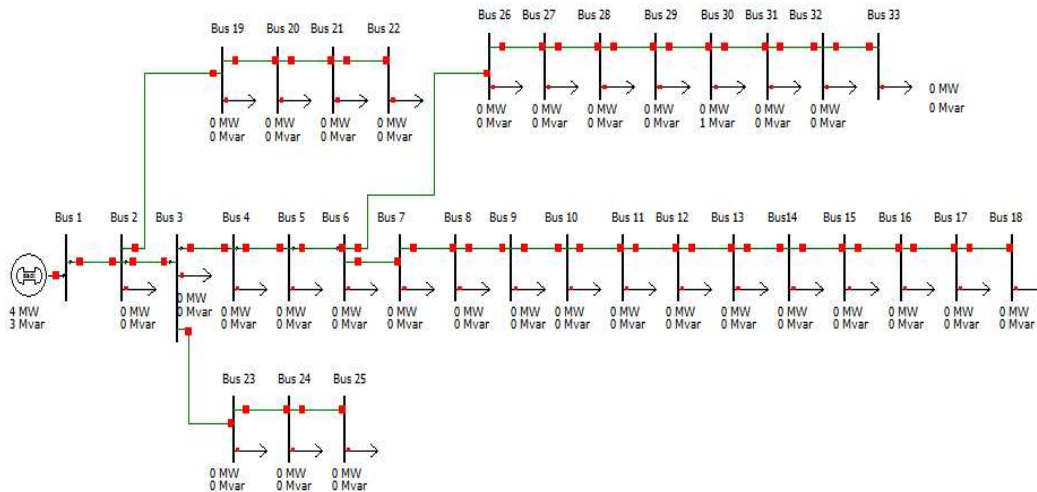 Bus 19 Bus 20 Bus 21 Bus 22
Bus 26 Bus 27 Bus 28 Bus 29 Bus 30 Bus 31 Bus 32 Bus 33
0 MW 0 MW 0 MW 0 MW
0 Mvar 0 Mvar 0 Mvar 0 Mvar
0 MW 0 MW 0 MW 0 MW 0 MW 0 MW 0 MW
0 Mvar 0 Mvar 0 Mvar 0 Mvar 1 Mvar 0 Mvar 0 Mvar
0 MW
0 Mvar
Bus 1 Bus 2 Bus 3 Bus 4 Bus 5 Bus 6 Bus 7 Bus 8 Bus 9 Bus 10 Bus 11 Bus 12 Bus 13 Bus14 Bus 15 Bus 16 Bus 17 Bus 18
4 MW
3 Mvar
0 MW
0 Mvar
0 MW
0 Mvar
0 MW 0 MW 0 MW 0 MW 0 MW 0 MW 0 MW 0 MW 0 MW 0 MW 0 MW 0 MW 0 MW 0 MW 0 MW
0 Mvar 0 Mvar 0 Mvar 0 Mvar 0 Mvar 0 Mvar 0 Mvar 0 Mvar 0 Mvar 0 Mvar 0 Mvar 0 Mvar 0 Mvar 0 Mvar 0 Mvar
Bus 23 Bus 24 Bus 25
0 MW 0 MW 0 MW
0 Mvar 0 Mvar 0 Mvar